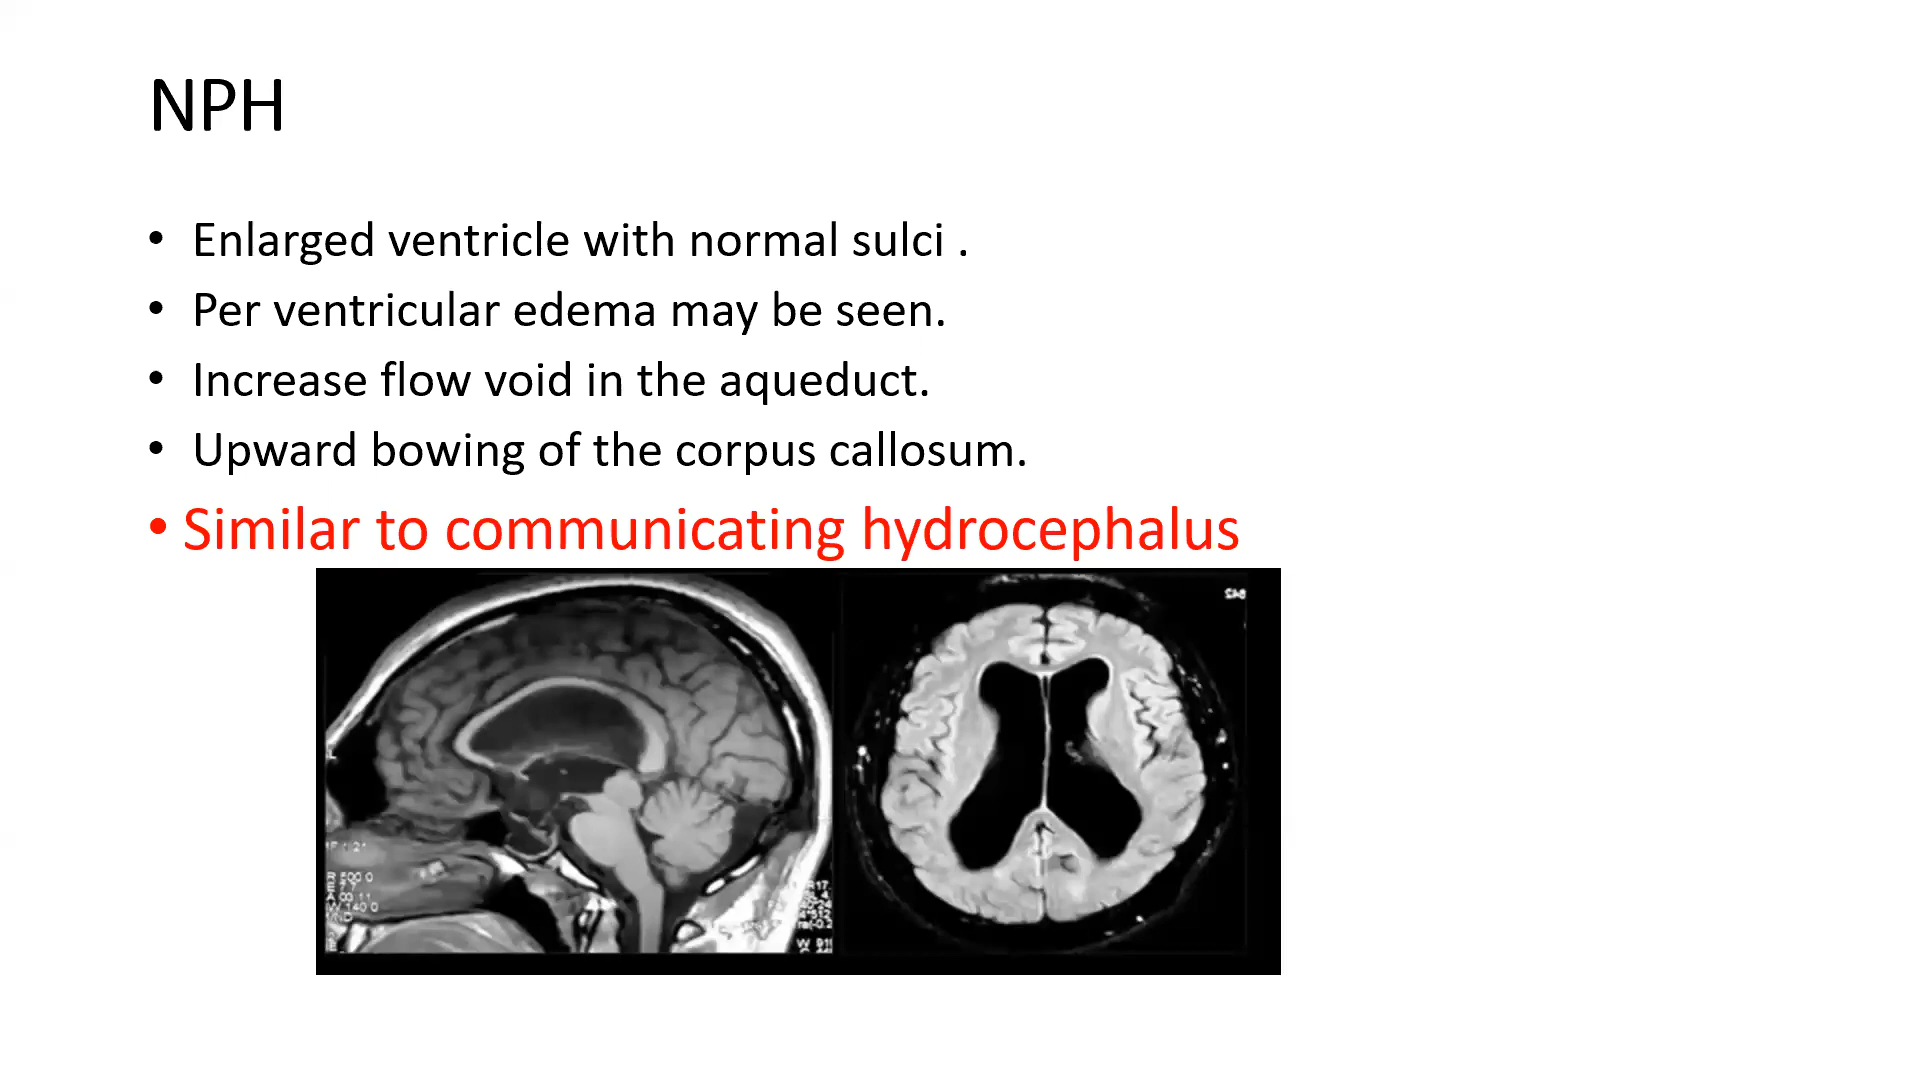 NPH
• Enlarged ventricle with normal sulci .
• Per ventricular edema may be seen.
• Increase flow void in the aqueduct.
• Upward bowing of the corpus callosum.
• Similar to communicating hydrocephalus